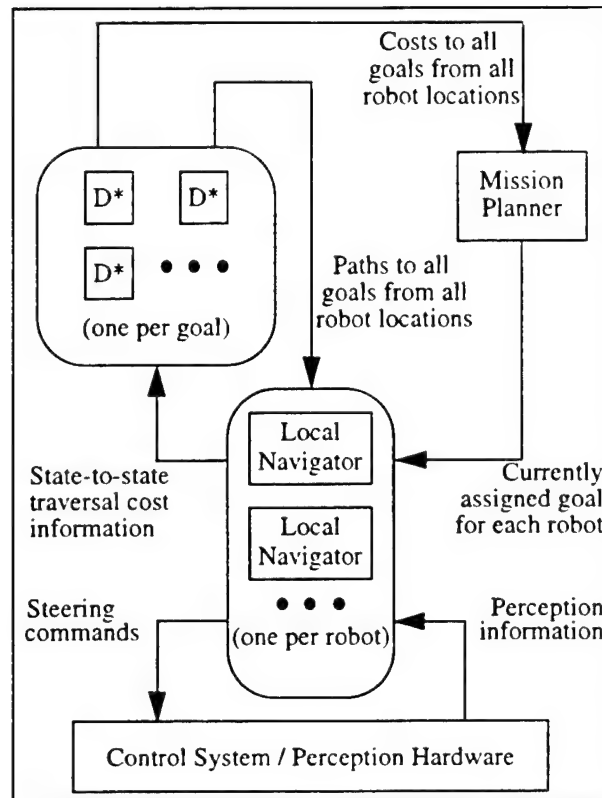 Costs to all
goals from all
robot locations
D*
D*
D*
• • •
(one per goal)
Mission
Planner
Paths to all
goals from all
robot locations
Local
Navigator
State-to-state
traversal cost
information
Currently
assigned goal
for each robot
Local
Navigator
• • •
(one per robot)
Steering
commands
Perception
information
Control System / Perception Hardware